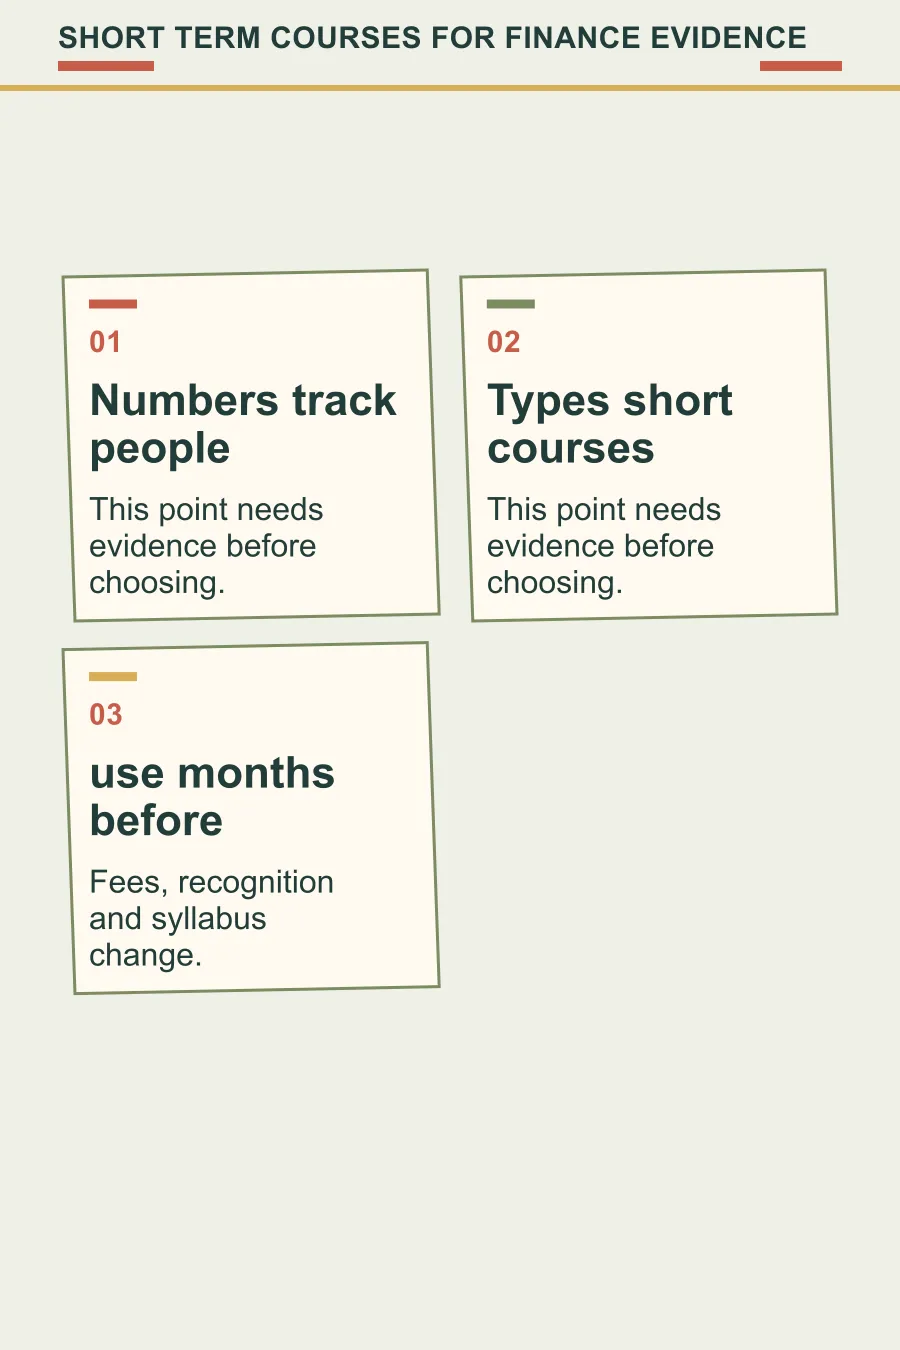 SHORT TERM COURSES FOR FINANCE EVIDENCE
01
Numbers track
people
This point needs
evidence before
choosing.
02
Types short
courses
This point needs
evidence before
choosing.
03
use months
before
Fees, recognition
and syllabus
change.